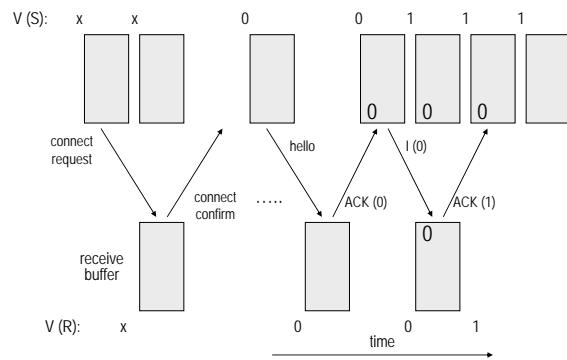 V (S): x x 0 0 1 1 1
0 0 0
connect
request
hello
I (0)
connect
confirm
.....
ACK (0)
ACK (1)
0
receive
buffer
V (R): x 0 0 1
time